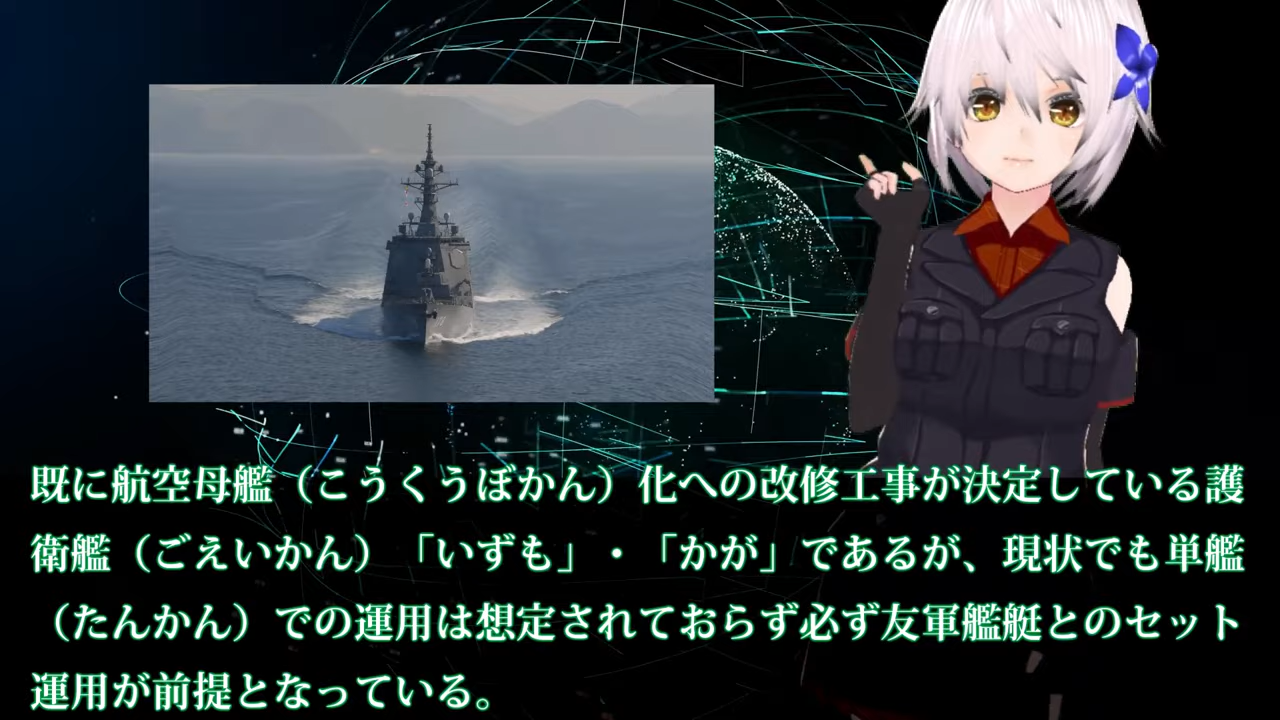 既に航空母艦（こうくうぼかん）化への改修工事が決定している護
衛艦（ごえいかん）「いずも」・「かが」であるが、現状でも単艦
（たんかん）での運用は想定されておらず必ず友軍艦艇とのセット
運用が前提となっている。